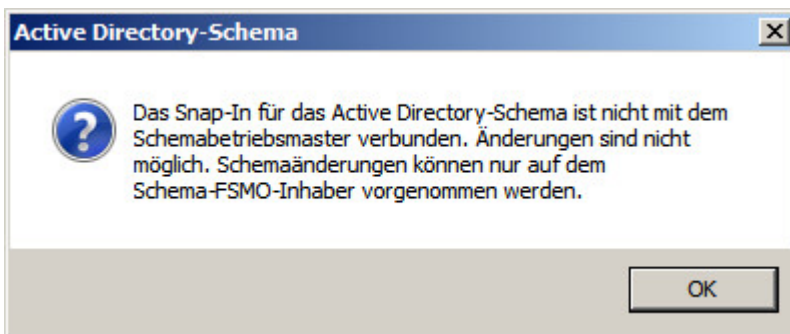 Active Directory-Schema
Das Snap-In für das Active Directory-Schema ist nicht mit dem
Schemabetriebsmaster verbunden. Änderungen sind nicht
möglich. Schemaänderungen können nur auf dem
Schema-FSMO-Inhaber vorgenommen werden.
OK